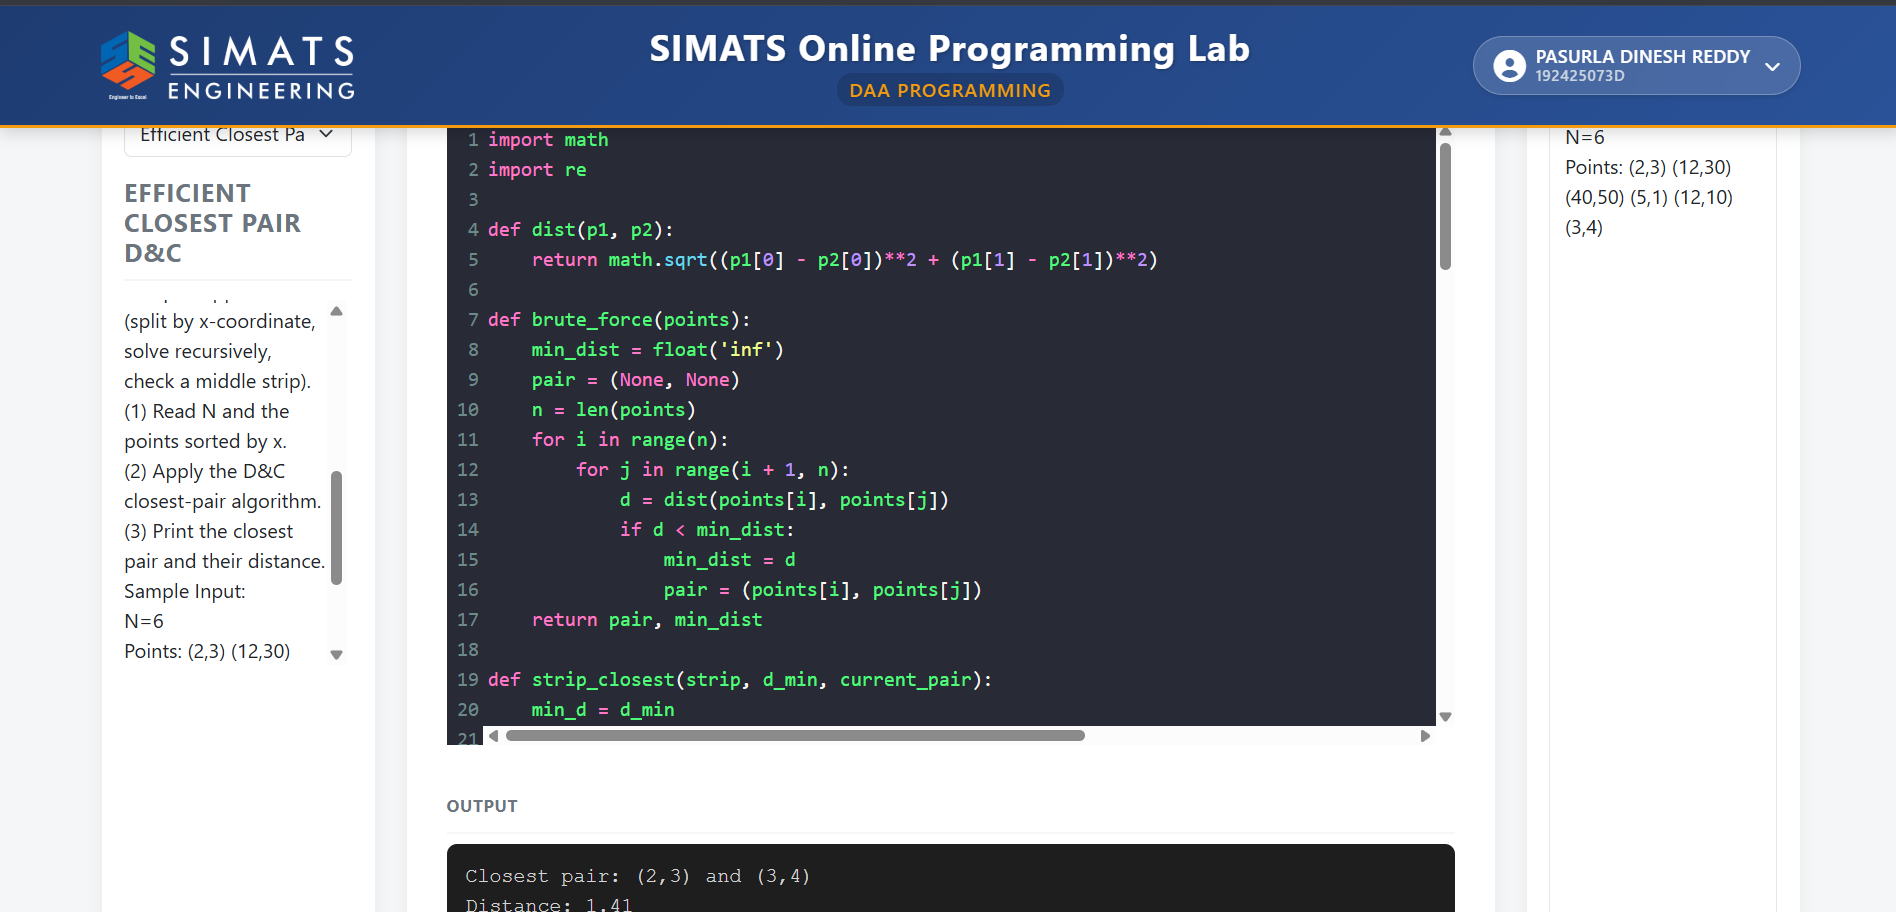 SIMATS
ENGINEERING
Engineer to Excel
SIMATS Online Programming Lab
DAA PROGRAMMING
PASURLA DINESH REDDY
192425073D
Efficient Closest Pa
EFFICIENT
CLOSEST PAIR
D&C
(split by x-coordinate,
solve recursively,
check a middle strip).
(1) Read N and the
points sorted by x.
(2) Apply the D&C
closest-pair algorithm.
(3) Print the closest
pair and their distance.
Sample Input:
N=6
Points: (2,3) (12,30)
1 import math
2 import re
3
4 def dist(p1, p2):
5     return math.sqrt((p1[0] - p2[0])**2 + (p1[1] - p2[1])**2)
6
7 def brute_force(points):
8     min_dist = float('inf')
9     pair = (None, None)
10     n = len(points)
11     for i in range(n):
12         for j in range(i + 1, n):
13             d = dist(points[i], points[j])
14             if d < min_dist:
15                 min_dist = d
16                 pair = (points[i], points[j])
17     return pair, min_dist
18
19 def strip_closest(strip, d_min, current_pair):
20     min_d = d_min
21
OUTPUT
Closest pair: (2,3) and (3,4)
Distance: 1.41
N=6
Points: (2,3) (12,30)
(40,50) (5,1) (12,10)
(3,4)